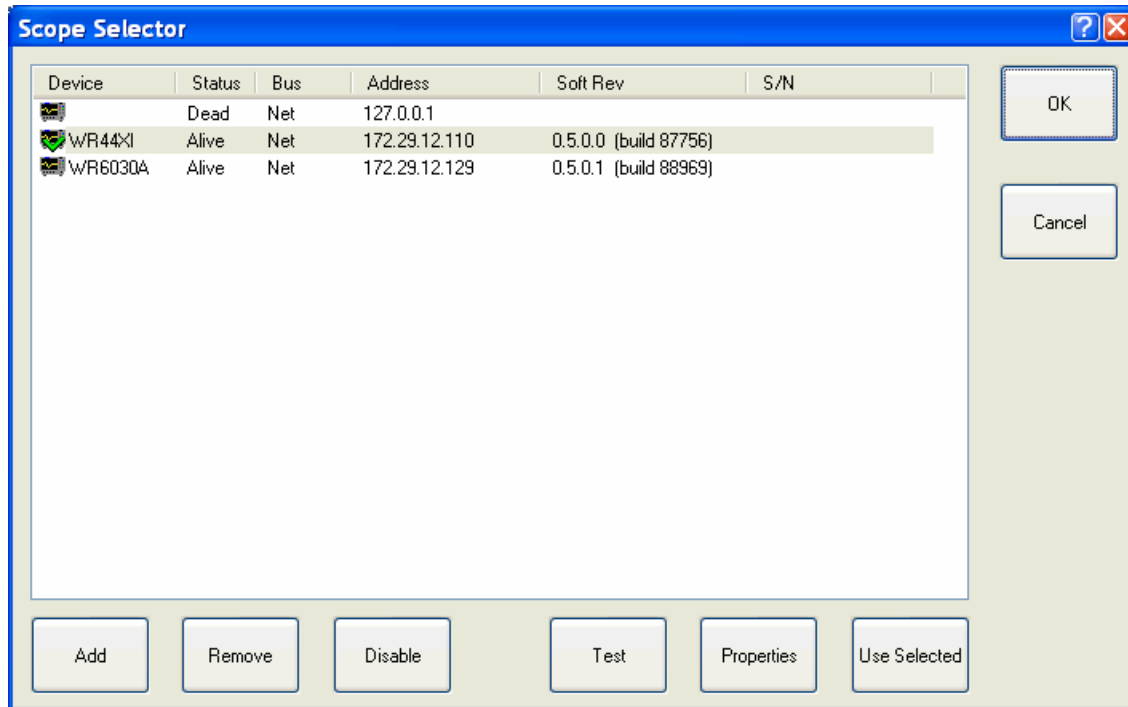 Scope Selector
Device Status Bus Address Soft Rev S/N
Dead Net 127.0.0.1
WR44XI Alive Net 172.29.12.110 0.5.0.0 (build 87756)
WR6030A Alive Net 172.29.12.129 0.5.0.1 (build 88969)
OK
Cancel
Add Remove Disable Test Properties Use Selected